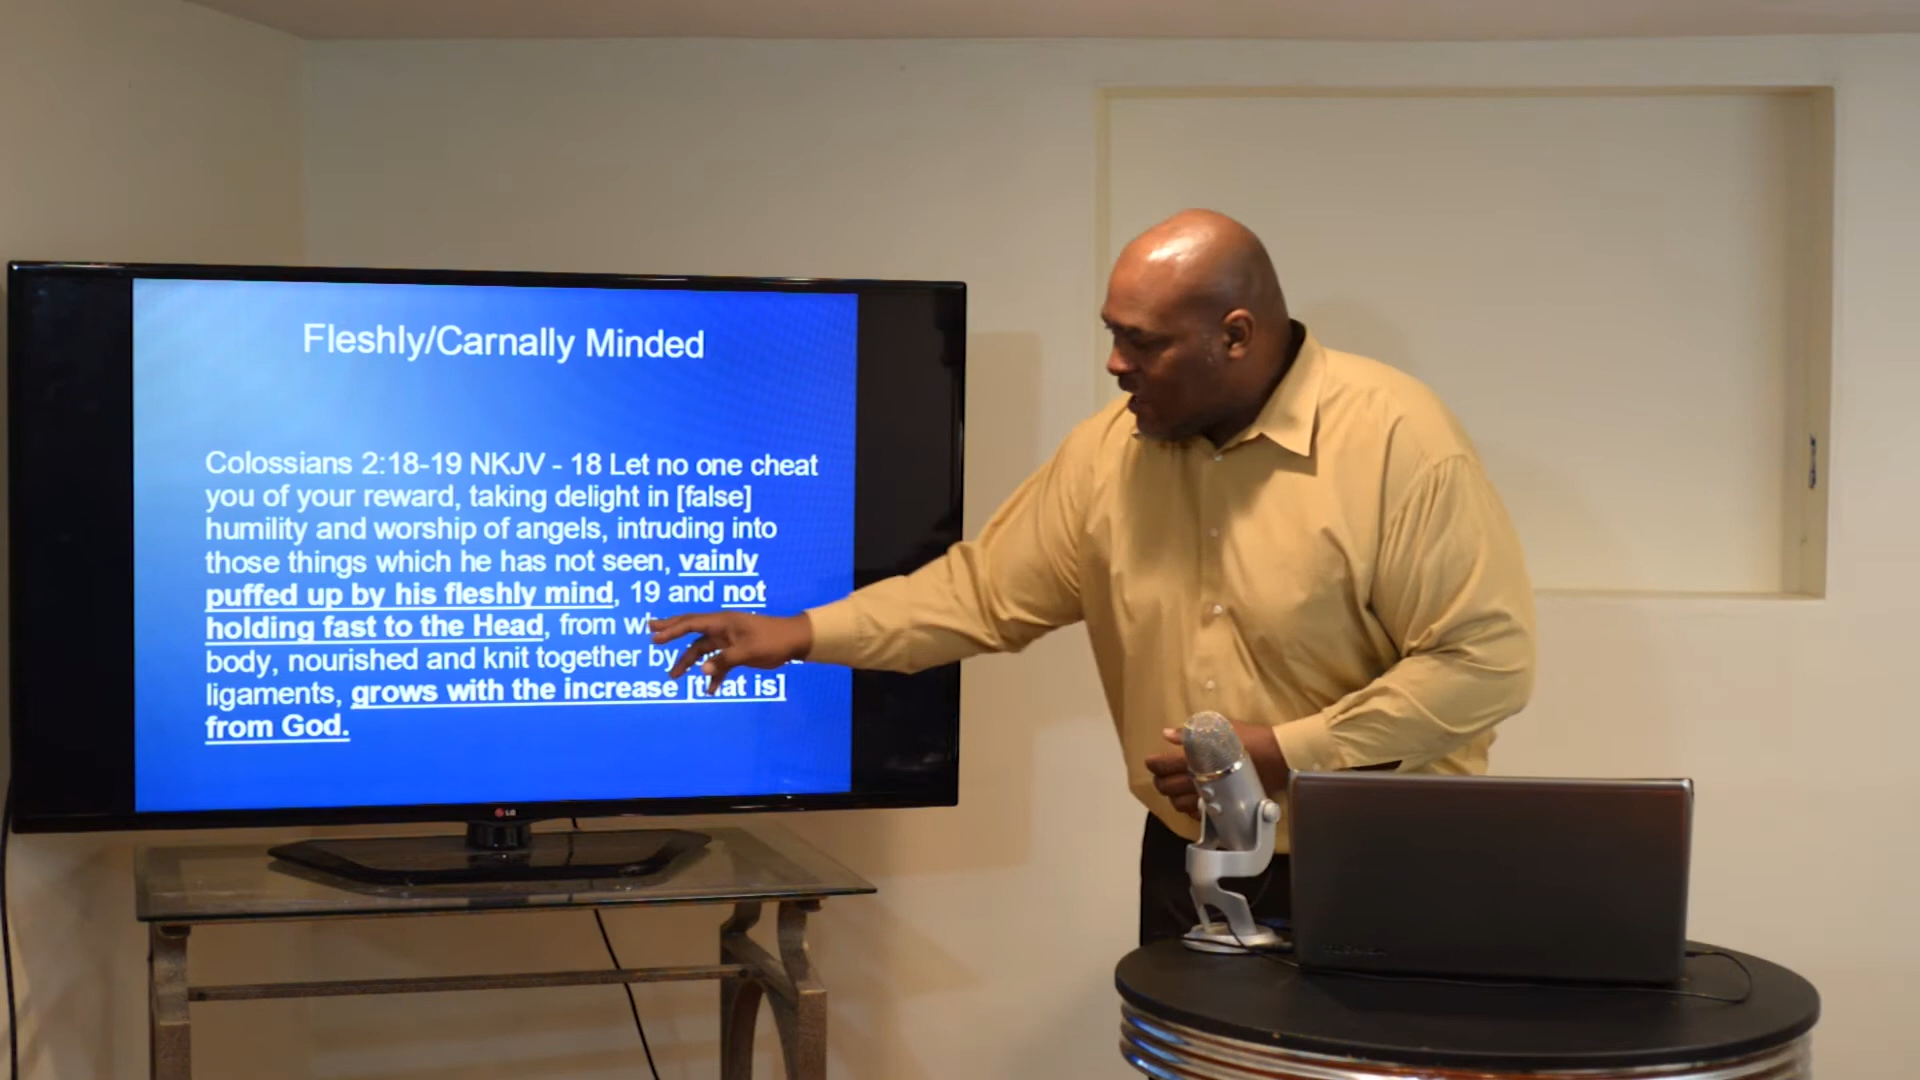 Fleshly/Carnally Minded
Colossians 2:18-19 NKJV - 18 Let no one cheat
you of your reward, taking delight in [false]
humility and worship of angels, intruding into
those things which he has not seen, vainly
puffed up by his fleshly mind, 19 and not
holding fast to the Head, from
body, nourished and knit together by
ligaments, grows with the increase [that is]
from God.
LG